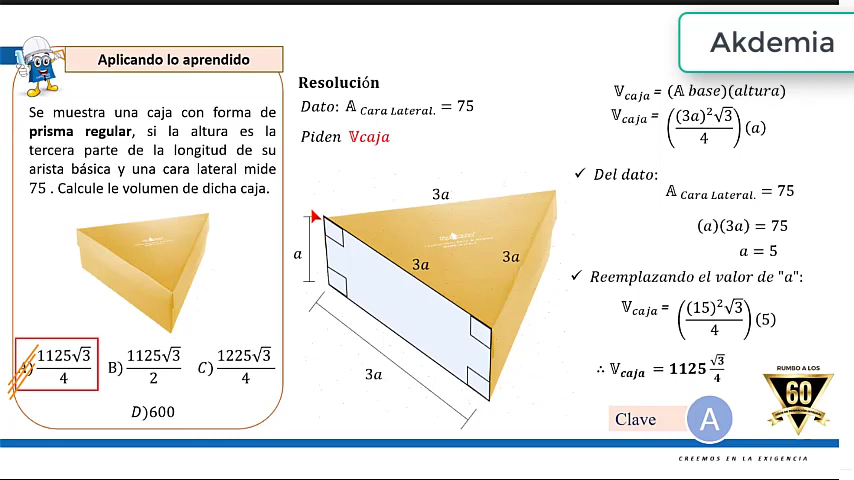 Akdemia
Aplicando lo aprendido
Se muestra una caja con forma de
prisma regular, si la altura es la
tercera parte de la longitud de su
arista básica y una cara lateral mide
75 . Calcule le volumen de dicha caja.
A) 1125√3/4 B) 1125√3/2 C) 1225√3/4
D)600
Resolución
Dato: 𝔸 Cara Lateral. = 75
Piden 𝕍caja
3a
a
3a
3a
3a
𝕍caja = (𝔸 base)(altura)
𝕍caja = ((3a)²√3/4)(a)
✓ Del dato:
𝔸 Cara Lateral. = 75
(a)(3a) = 75
a = 5
✓ Reemplazando el valor de "a":
𝕍caja = ((15)²√3/4)(5)
∴ 𝕍caja = 1125 √3/4
Clave A
RUMBO A LOS
60
CREEMOS EN LA EXIGENCIA